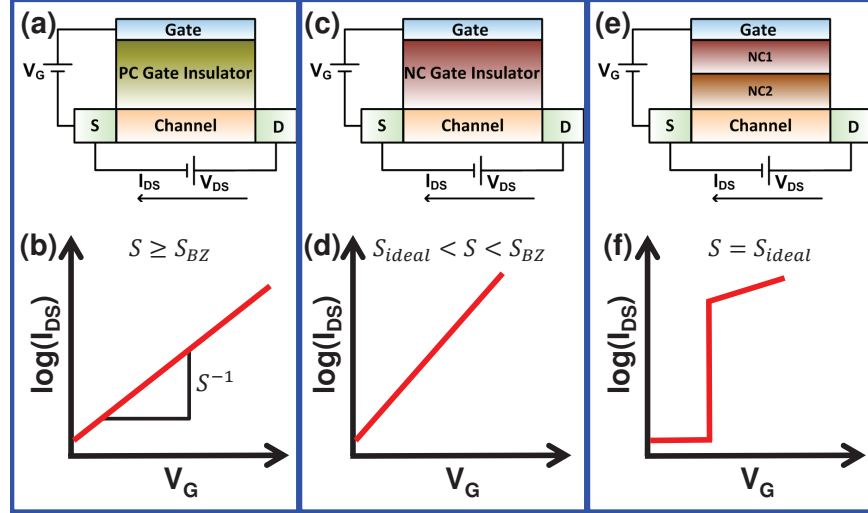 (a)
Gate
V_G
PC Gate Insulator
S
Channel
D
I_DS
V_DS
(b)
S ≥ S_BZ
log(I_DS)
S⁻¹
V_G
(c)
Gate
V_G
NC Gate Insulator
S
Channel
D
I_DS
V_DS
(d)
S_ideal < S < S_BZ
log(I_DS)
V_G
(e)
Gate
V_G
NC1
NC2
S
Channel
D
I_DS
V_DS
(f)
S = S_ideal
log(I_DS)
V_G